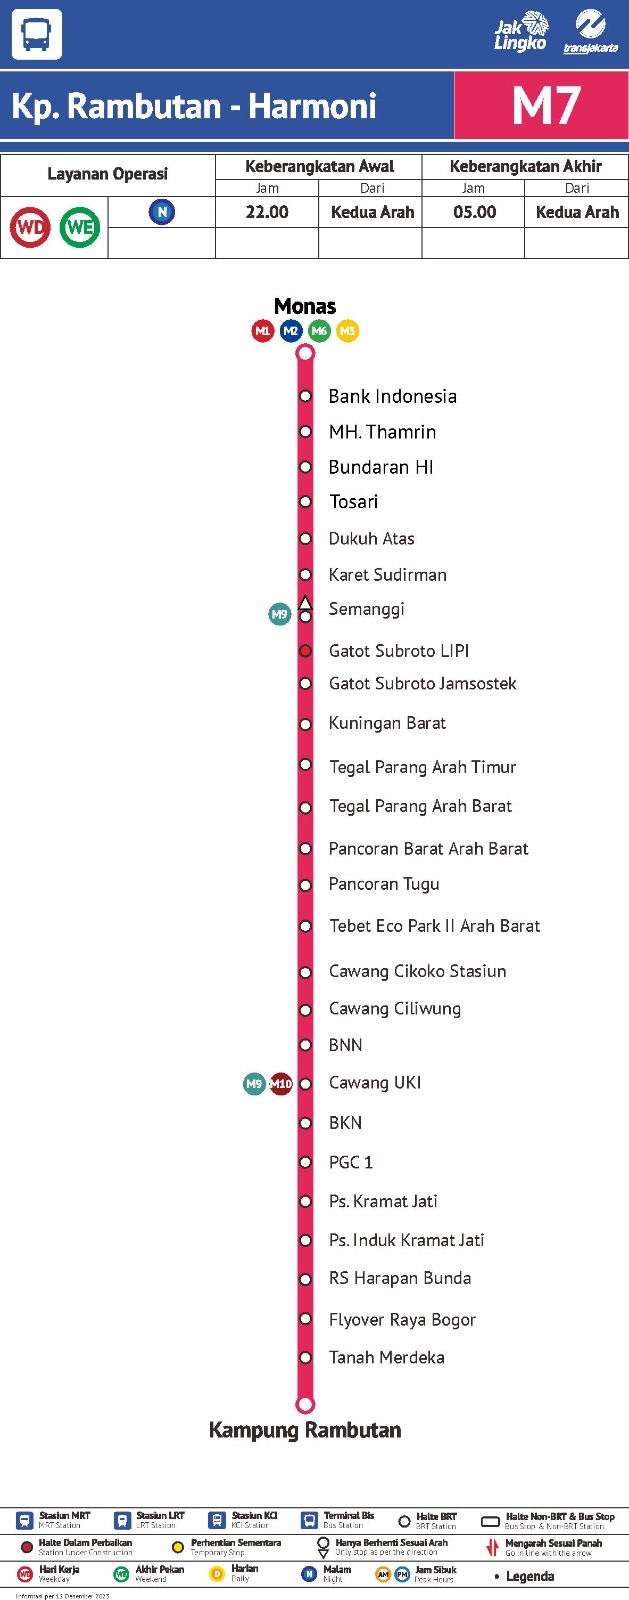 Jak
Lingko
transjakarta
Kp. Rambutan - Harmoni
M7
Layanan Operasi
Keberangkatan Awal
Keberangkatan Akhir
Jam
Dari
Jam
Dari
WD
WE
N
22.00
Kedua Arah
05.00
Kedua Arah
Monas
M1
M2
M6
M3
Bank Indonesia
MH. Thamrin
Bundaran HI
Tosari
Dukuh Atas
Karet Sudirman
M9
Semanggi
Gatot Subroto LIPI
Gatot Subroto Jamsostek
Kuningan Barat
Tegal Parang Arah Timur
Tegal Parang Arah Barat
Pancoran Barat Arah Barat
Pancoran Tugu
Tebet Eco Park II Arah Barat
Cawang Cikoko Stasiun
Cawang Ciliwung
BNN
M9
M10
Cawang UKI
BKN
PGC 1
Ps. Kramat Jati
Ps. Induk Kramat Jati
RS Harapan Bunda
Flyover Raya Bogor
Tanah Merdeka
Kampung Rambutan
Stasiun MRT
MRT Station
Stasiun LRT
LRT Station
Stasiun KCI
KCI Station
Terminal Bis
Bus Station
Halte BRT
BRT Station
Halte Non-BRT & Bus Stop
Bus Stop & Non-BRT Station
Halte Dalam Perbaikan
Station Under Construction
Perhentian Sementara
Temporary Stop
Hanya Berhenti Sesuai Arah
Only stop as per the direction
Mengarah Sesuai Panah
Go in line with the arrow
WD
Hari Kerja
Weekday
WE
Akhir Pekan
Weekend
D
Harian
Daily
N
Malam
Night
AM
PM
Jam Sibuk
Peak Hours
• Legenda
Informasi per 15 Desember 2023